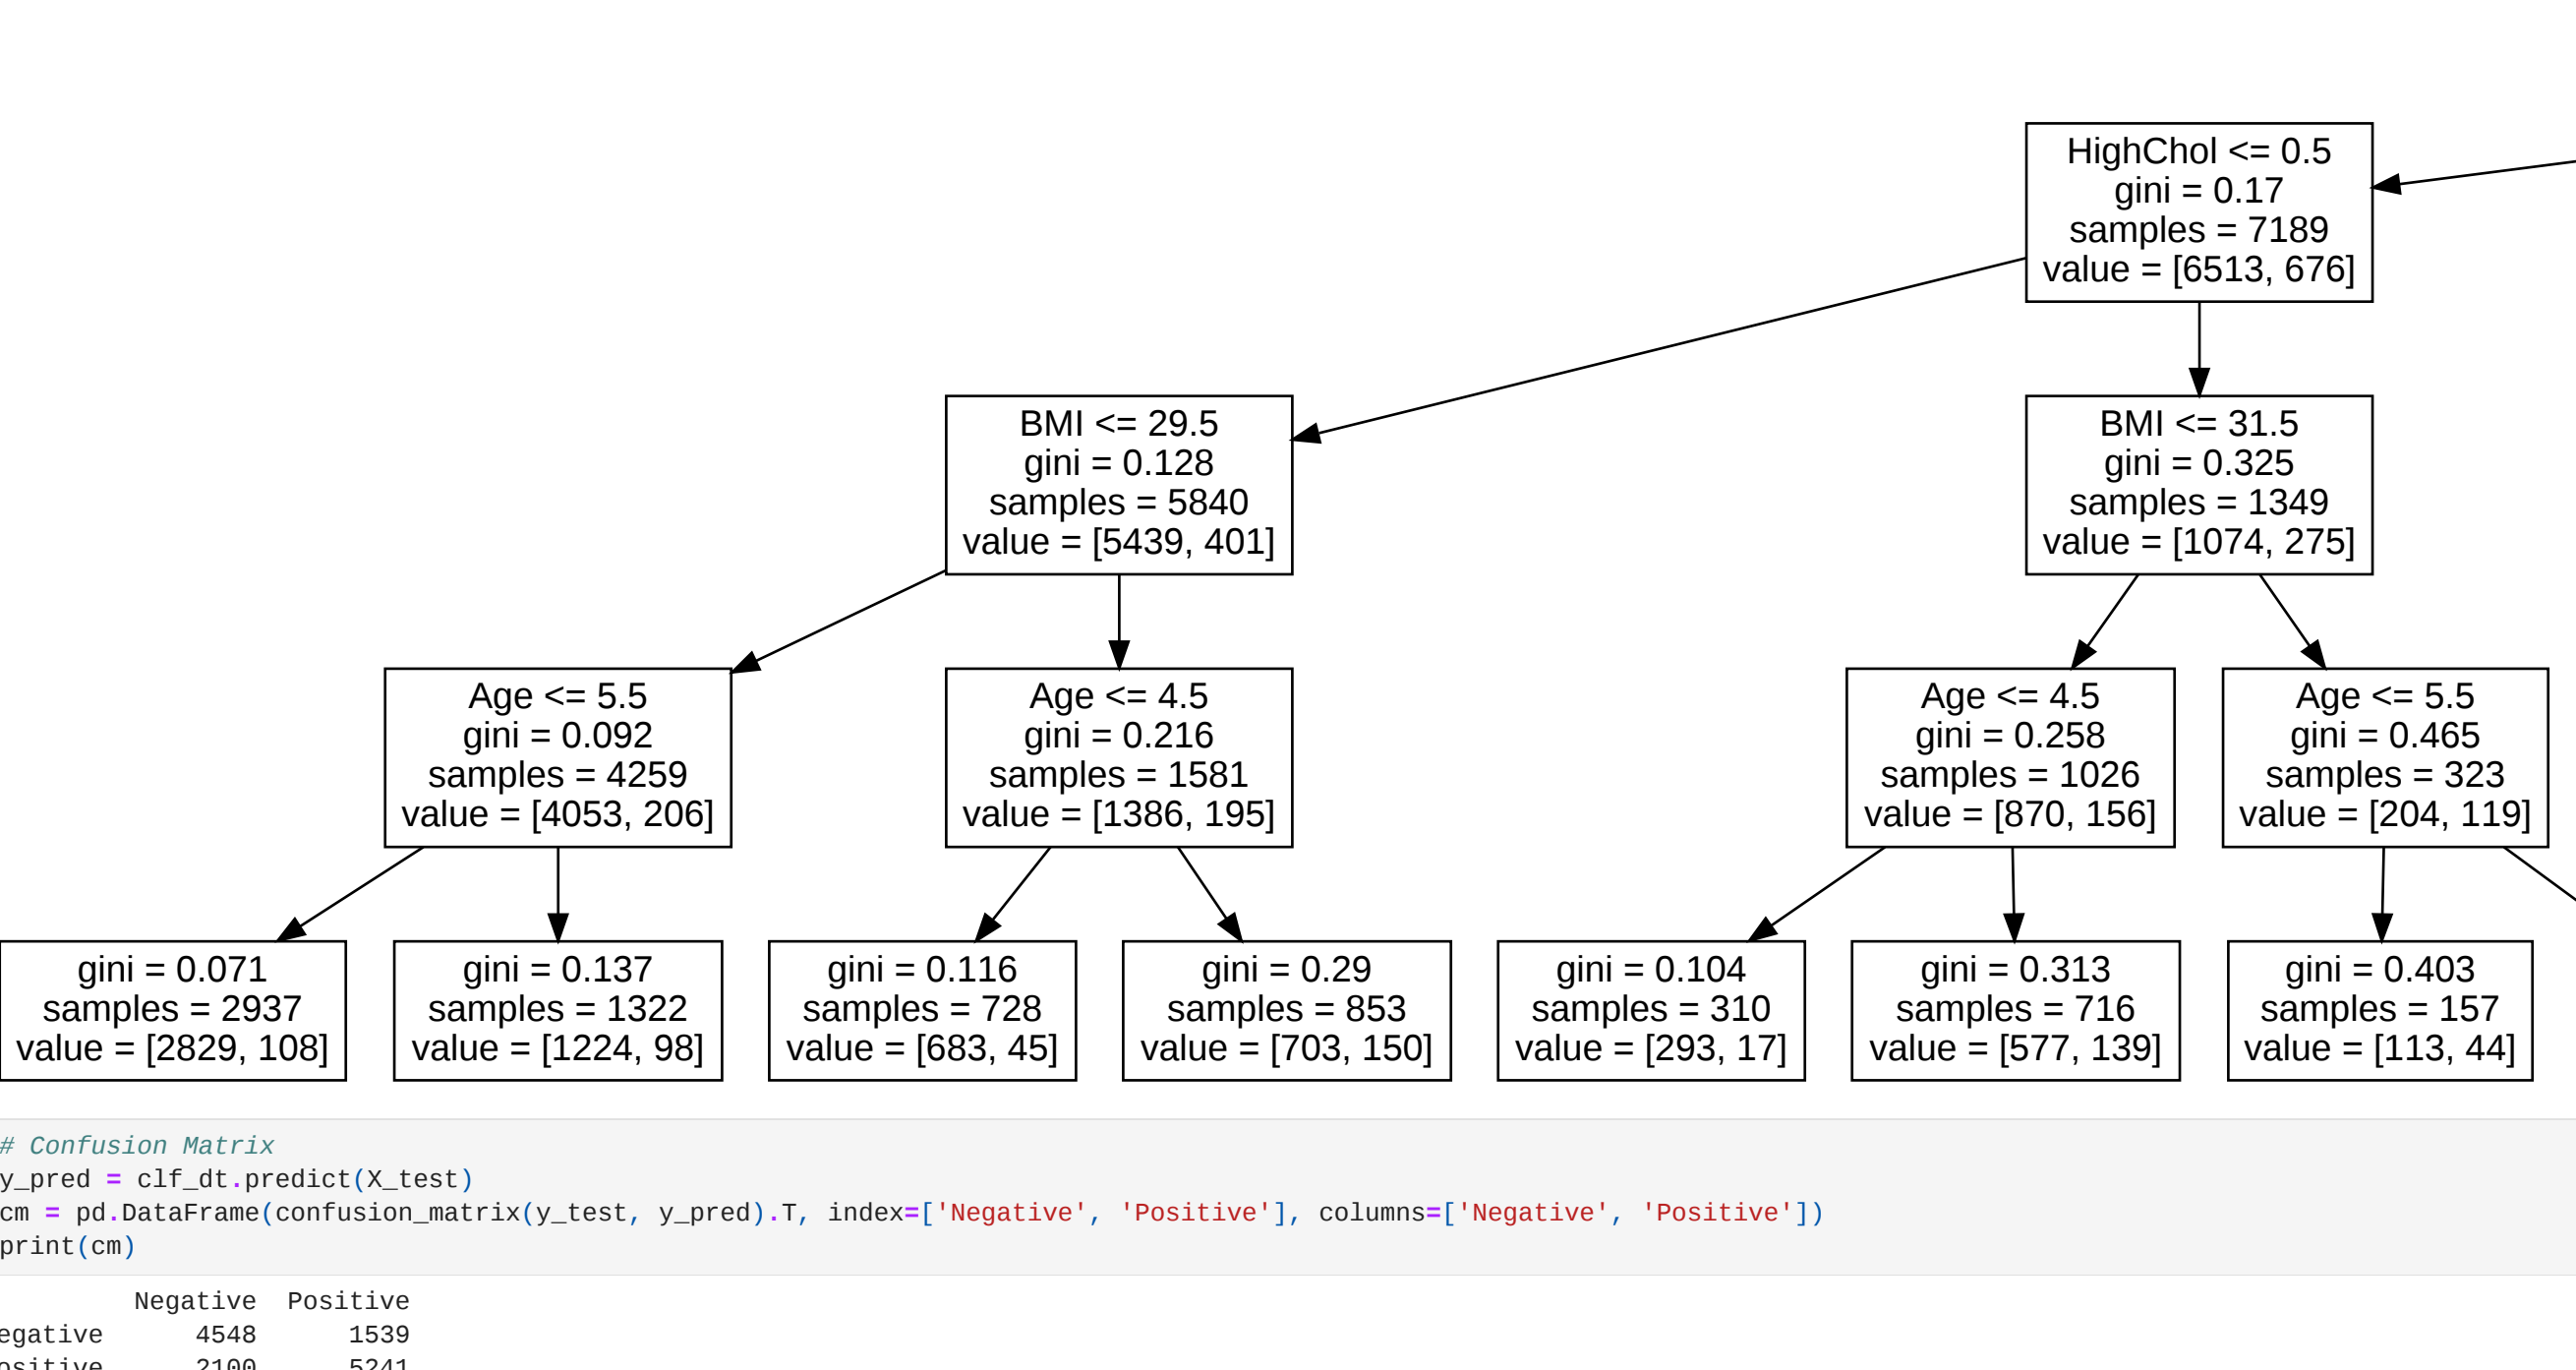 HighChol <= 0.5
gini = 0.17
samples = 7189
value = [6513, 676]
BMI <= 29.5
gini = 0.128
samples = 5840
value = [5439, 401]
BMI <= 31.5
gini = 0.325
samples = 1349
value = [1074, 275]
Age <= 5.5
gini = 0.092
samples = 4259
value = [4053, 206]
Age <= 4.5
gini = 0.216
samples = 1581
value = [1386, 195]
Age <= 4.5
gini = 0.258
samples = 1026
value = [870, 156]
Age <= 5.5
gini = 0.465
samples = 323
value = [204, 119]
gini = 0.071
samples = 2937
value = [2829, 108]
gini = 0.137
samples = 1322
value = [1224, 98]
gini = 0.116
samples = 728
value = [683, 45]
gini = 0.29
samples = 853
value = [703, 150]
gini = 0.104
samples = 310
value = [293, 17]
gini = 0.313
samples = 716
value = [577, 139]
gini = 0.403
samples = 157
value = [113, 44]
# Confusion Matrix
y_pred = clf_dt.predict(X_test)
cm = pd.DataFrame(confusion_matrix(y_test, y_pred).T, index=['Negative', 'Positive'], columns=['Negative', 'Positive'])
print(cm)
Negative Positive
egative 4548 1539
ositive 2100 5241